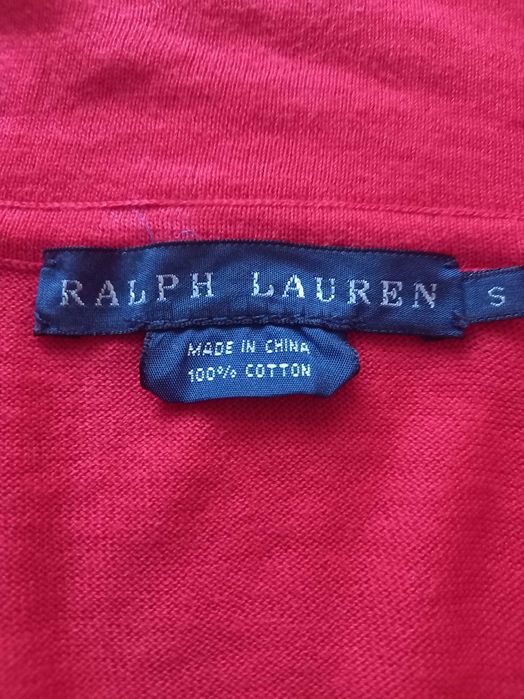 RALPH LAUREN
S
MADE IN CHINA
100% COTTON